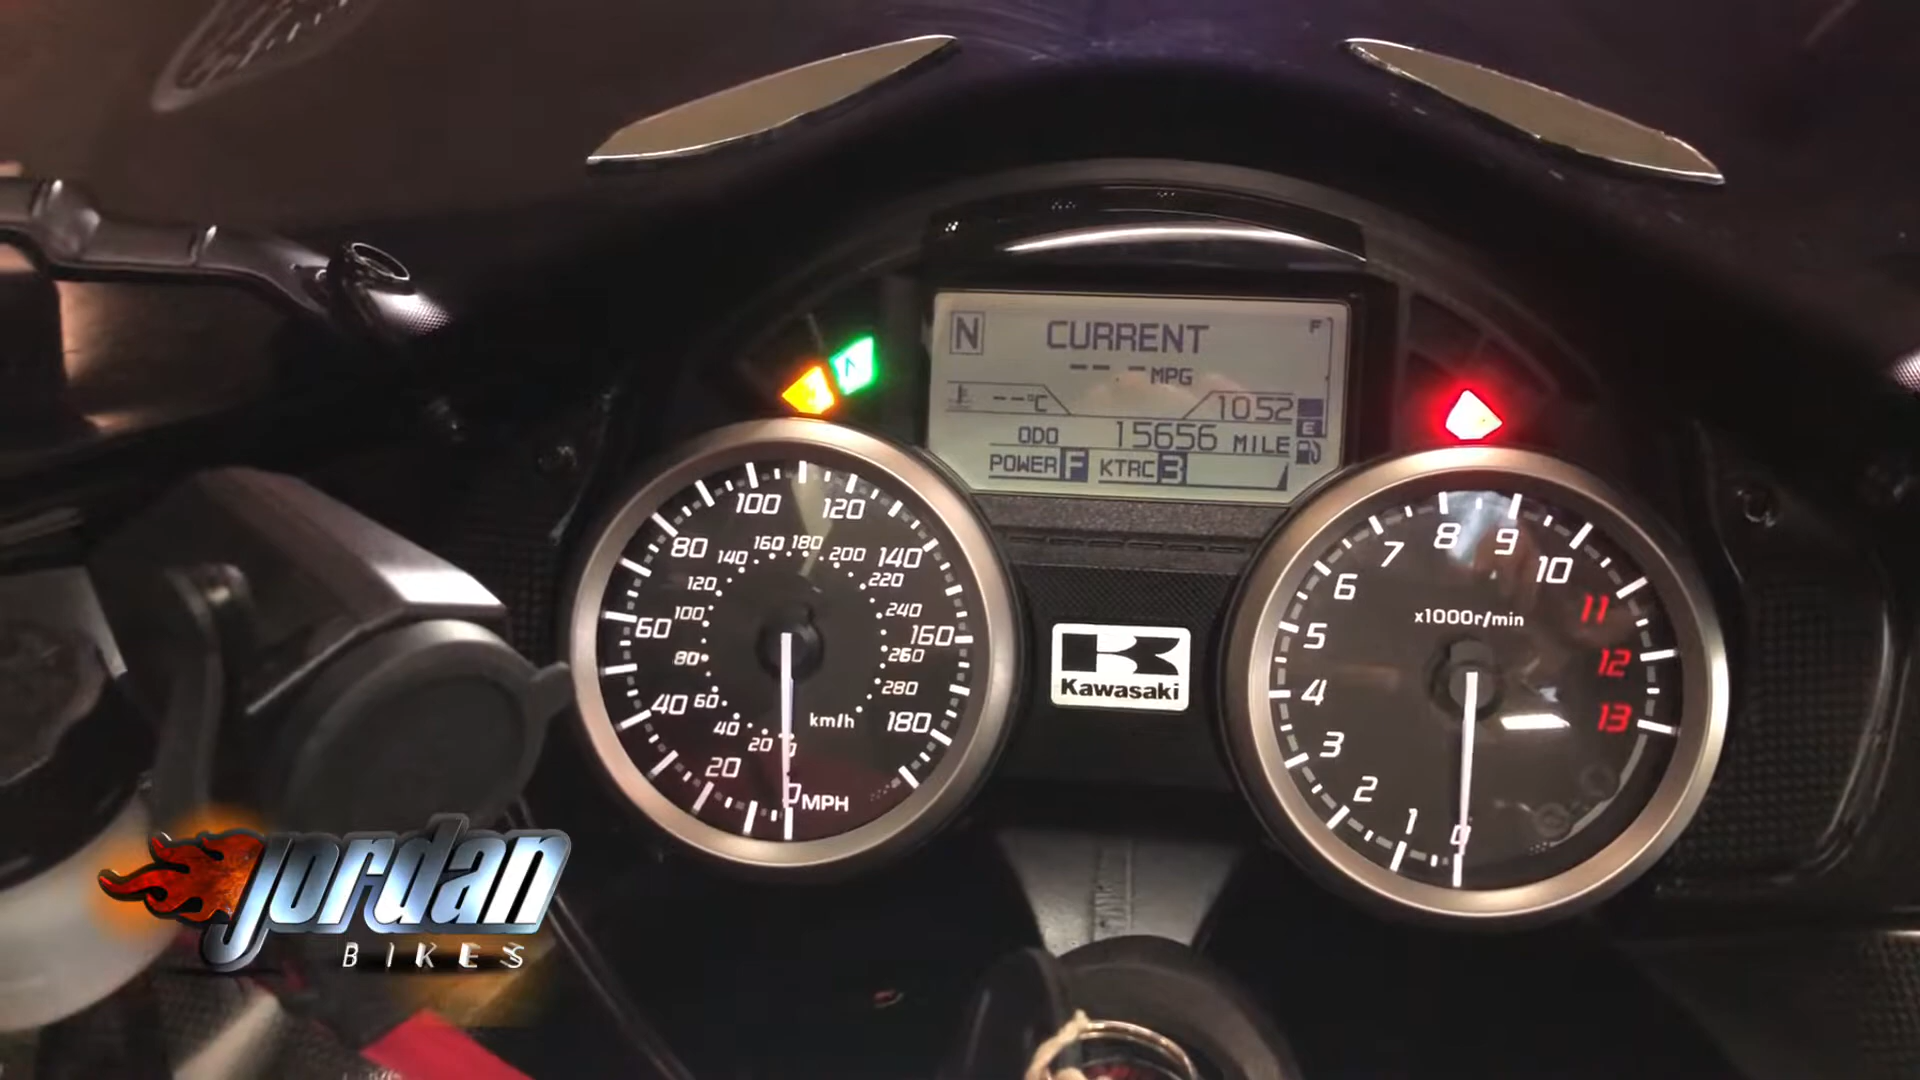 N
CURRENT
F
-- - MPG
--°C
1052
E
ODO 15656 MILE
POWER F KTRC 3
N
0 20 40 60 80 100 120 140 160 180
MPH
0 20 40 60 80 100 120 140 160 180 200 220 240 260 280
km/h
Kawasaki
x1000r/min
0 1 2 3 4 5 6 7 8 9 10 11 12 13
jordan
BIKES